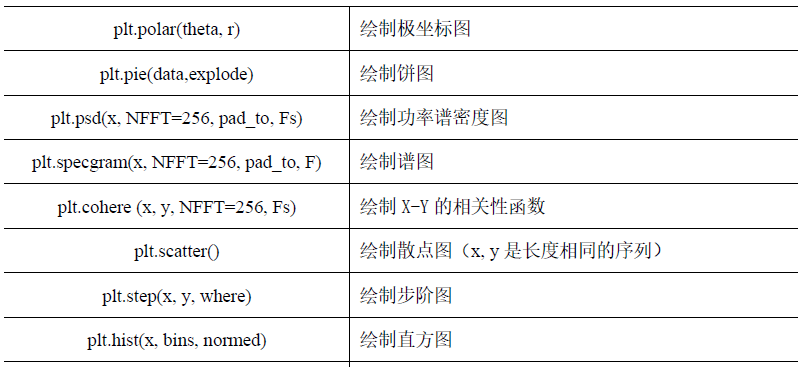 plt.polar(theta, r) 绘制极坐标图
plt.pie(data,explode) 绘制饼图
plt.psd(x, NFFT=256, pad_to, Fs) 绘制功率谱密度图
plt.specgram(x, NFFT=256, pad_to, F) 绘制谱图
plt.cohere (x, y, NFFT=256, Fs) 绘制 X-Y 的相关性函数
plt.scatter() 绘制散点图（x, y 是长度相同的序列）
plt.step(x, y, where) 绘制步阶图
plt.hist(x, bins, normed) 绘制直方图